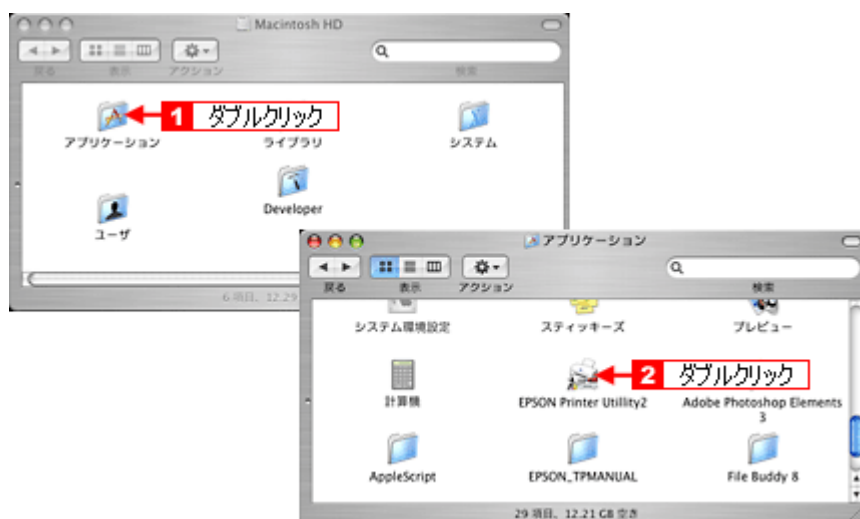 Macintosh HD
戻る 表示 アクション 検索
1 ダブルクリック
アプリケーション ライブラリ システム
ユーザ Developer
6 項目、12.29
アプリケーション
戻る 表示 アクション 検索
システム環境設定 スティッキーズ プレビュー
2 ダブルクリック
計算機 EPSON Printer Utillity2 Adobe Photoshop Elements
3
AppleScript EPSON_TPMANUAL File Buddy 8
29 項目、12.21 GB 空き